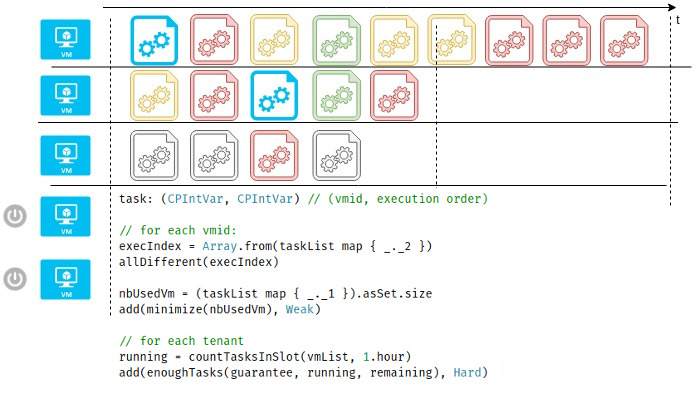 t
VM
VM
VM
VM
VM
task: (CPIntVar, CPIntVar) // (vmid, execution order)
// for each vmid:
execIndex = Array.from(taskList map { _._2 })
allDifferent(execIndex)
nbUsedVm = (taskList map { _._1 }).asSet.size
add(minimize(nbUsedVm), Weak)
// for each tenant
running = countTasksInSlot(vmList, 1.hour)
add(enoughTasks(guarantee, running, remaining), Hard)